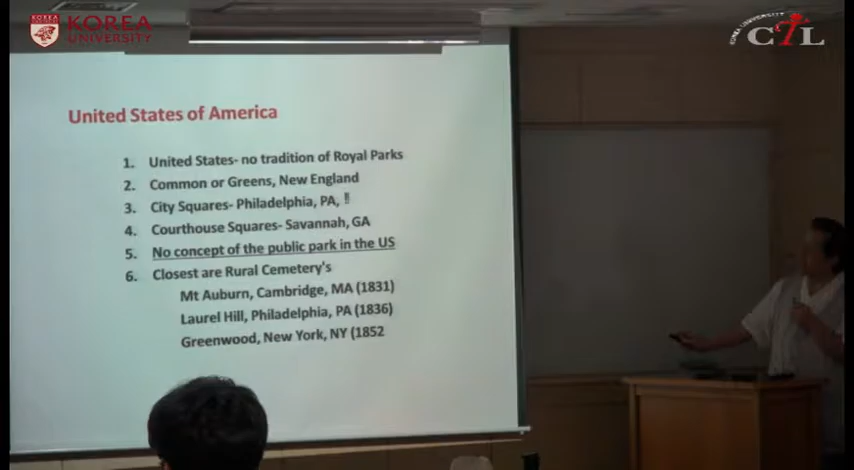 KOREA
KOREA
UNIVERSITY
KOREA UNIVERSITY
CTL
United States of America
1. United States- no tradition of Royal Parks
2. Common or Greens, New England
3. City Squares- Philadelphia, PA,
4. Courthouse Squares- Savannah, GA
5. No concept of the public park in the US
6. Closest are Rural Cemetery's
Mt Auburn, Cambridge, MA (1831)
Laurel Hill, Philadelphia, PA (1836)
Greenwood, New York, NY (1852